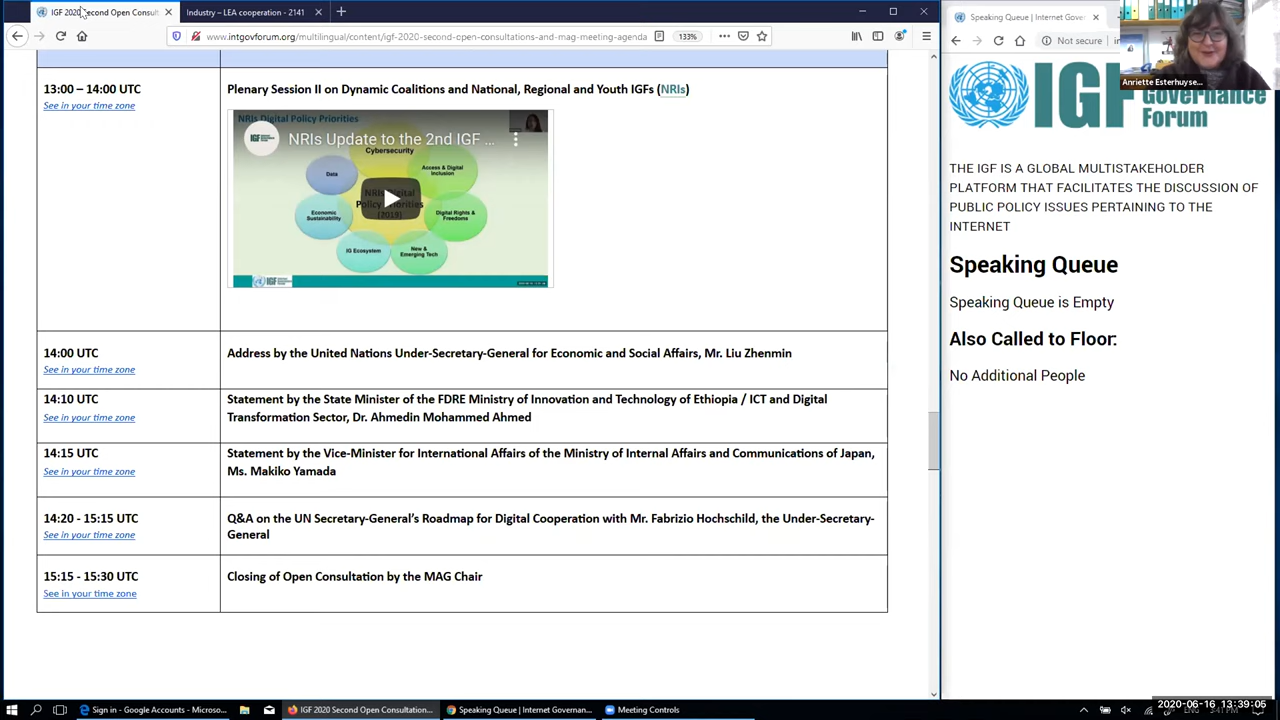 IGF 2020 Second Open Consult
Industry – LEA cooperation - 2141
www.intgovforum.org/multilingual/content/igf-2020-second-open-consultations-and-mag-meeting-agenda
133%
13:00 – 14:00 UTC
See in your time zone
Plenary Session II on Dynamic Coalitions and National, Regional and Youth IGFs (NRIs)
NRIs Digital Policy Priorities
IGF
NRIs Update to the 2nd IGF ...
Cybersecurity
Data
Access & Digital
Inclusion
NRIs Digital
Policy Priorities
(2019)
Economic
Sustainability
Digital Rights &
Freedoms
IG Ecosystem
New &
Emerging Tech
IGF
14:00 UTC
See in your time zone
Address by the United Nations Under-Secretary-General for Economic and Social Affairs, Mr. Liu Zhenmin
14:10 UTC
See in your time zone
Statement by the State Minister of the FDRE Ministry of Innovation and Technology of Ethiopia / ICT and Digital
Transformation Sector, Dr. Ahmedin Mohammed Ahmed
14:15 UTC
See in your time zone
Statement by the Vice-Minister for International Affairs of the Ministry of Internal Affairs and Communications of Japan,
Ms. Makiko Yamada
14:20 - 15:15 UTC
See in your time zone
Q&A on the UN Secretary-General's Roadmap for Digital Cooperation with Mr. Fabrizio Hochschild, the Under-Secretary-
General
15:15 - 15:30 UTC
See in your time zone
Closing of Open Consultation by the MAG Chair
Speaking Queue | Internet Gover
Not secure
Anriette Esterhuyse...
IGF
Governance
Forum
THE IGF IS A GLOBAL MULTISTAKEHOLDER
PLATFORM THAT FACILITATES THE DISCUSSION OF
PUBLIC POLICY ISSUES PERTAINING TO THE
INTERNET
Speaking Queue
Speaking Queue is Empty
Also Called to Floor:
No Additional People
Sign in - Google Accounts - Microso...
IGF 2020 Second Open Consultation...
Speaking Queue | Internet Governan...
Meeting Controls
2020-06-16 13:39:05